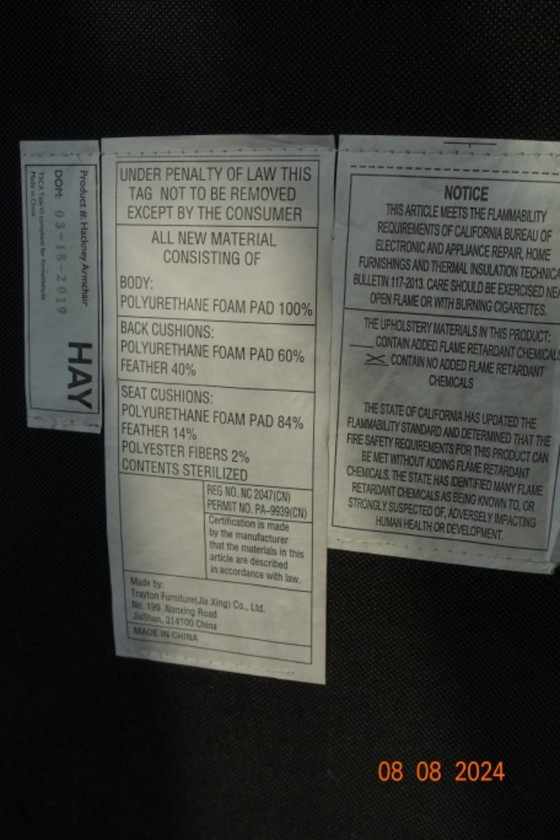 Product #: Hackney Armchair
DOM: 03-18-2019
TSCA Title VI compliant for formaldehyde
Made in China
HAY
UNDER PENALTY OF LAW THIS
TAG NOT TO BE REMOVED
EXCEPT BY THE CONSUMER
ALL NEW MATERIAL
CONSISTING OF
BODY:
POLYURETHANE FOAM PAD 100%
BACK CUSHIONS:
POLYURETHANE FOAM PAD 60%
FEATHER 40%
SEAT CUSHIONS:
POLYURETHANE FOAM PAD 84%
FEATHER 14%
POLYESTER FIBERS 2%
CONTENTS STERILIZED
REG NO. NC 2047(CN)
PERMIT NO. PA-9939(CN)
Certification is made
by the manufacturer
that the materials in this
article are described
in accordance with law.
Made by:
Trayton Furniture(Jia Xing) Co., Ltd.
No. 199 Nanxing Road
JiaShan, 314100 China
MADE IN CHINA
NOTICE
THIS ARTICLE MEETS THE FLAMMABILITY
REQUIREMENTS OF CALIFORNIA BUREAU OF
ELECTRONIC AND APPLIANCE REPAIR, HOME
FURNISHINGS AND THERMAL INSULATION TECHNICA
BULLETIN 117-2013. CARE SHOULD BE EXERCISED NEA
OPEN FLAME OR WITH BURNING CIGARETTES.
THE UPHOLSTERY MATERIALS IN THIS PRODUCT:
CONTAIN ADDED FLAME RETARDANT CHEMICALS
X CONTAIN NO ADDED FLAME RETARDANT
CHEMICALS
THE STATE OF CALIFORNIA HAS UPDATED THE
FLAMMABILITY STANDARD AND DETERMINED THAT THE
FIRE SAFETY REQUIREMENTS FOR THIS PRODUCT CAN
BE MET WITHOUT ADDING FLAME RETARDANT
CHEMICALS. THE STATE HAS IDENTIFIED MANY FLAME
RETARDANT CHEMICALS AS BEING KNOWN TO, OR
STRONGLY SUSPECTED OF, ADVERSELY IMPACTING
HUMAN HEALTH OR DEVELOPMENT.
08 08 2024